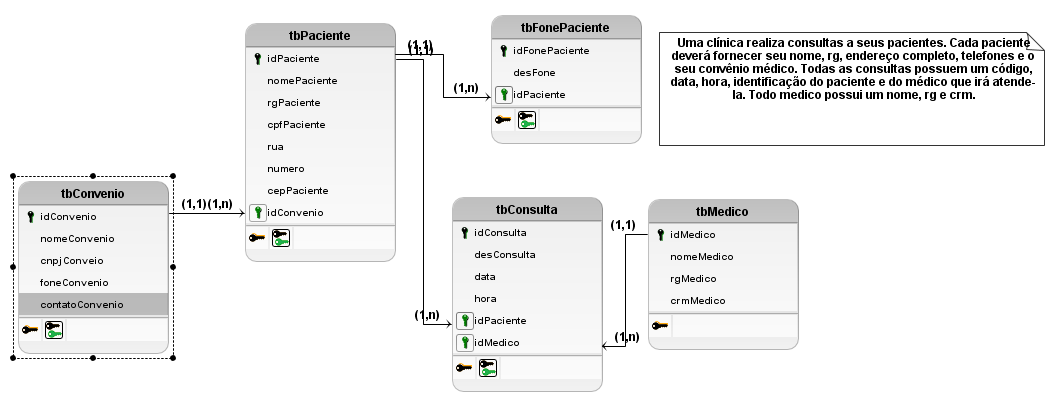 tbPaciente
idPaciente
nomePaciente
rgPaciente
cpfPaciente
rua
numero
cepPaciente
idConvenio
(1,1)
(1,1)
(1,n)
(1,n)
tbFonePaciente
idFonePaciente
desFone
idPaciente
Uma clínica realiza consultas a seus pacientes. Cada paciente
deverá fornecer seu nome, rg, endereço completo, telefones e o
seu convênio médico. Todas as consultas possuem um código,
data, hora, identificação do paciente e do médico que irá atende-
la. Todo medico possui um nome, rg e crm.
tbConvenio
idConvenio
nomeConvenio
cnpjConveio
foneConvenio
contatoConvenio
(1,1)(1,n)
tbConsulta
idConsulta
desConsulta
data
hora
idPaciente
idMedico
(1,1)
(1,n)
tbMedico
idMedico
nomeMedico
rgMedico
crmMedico